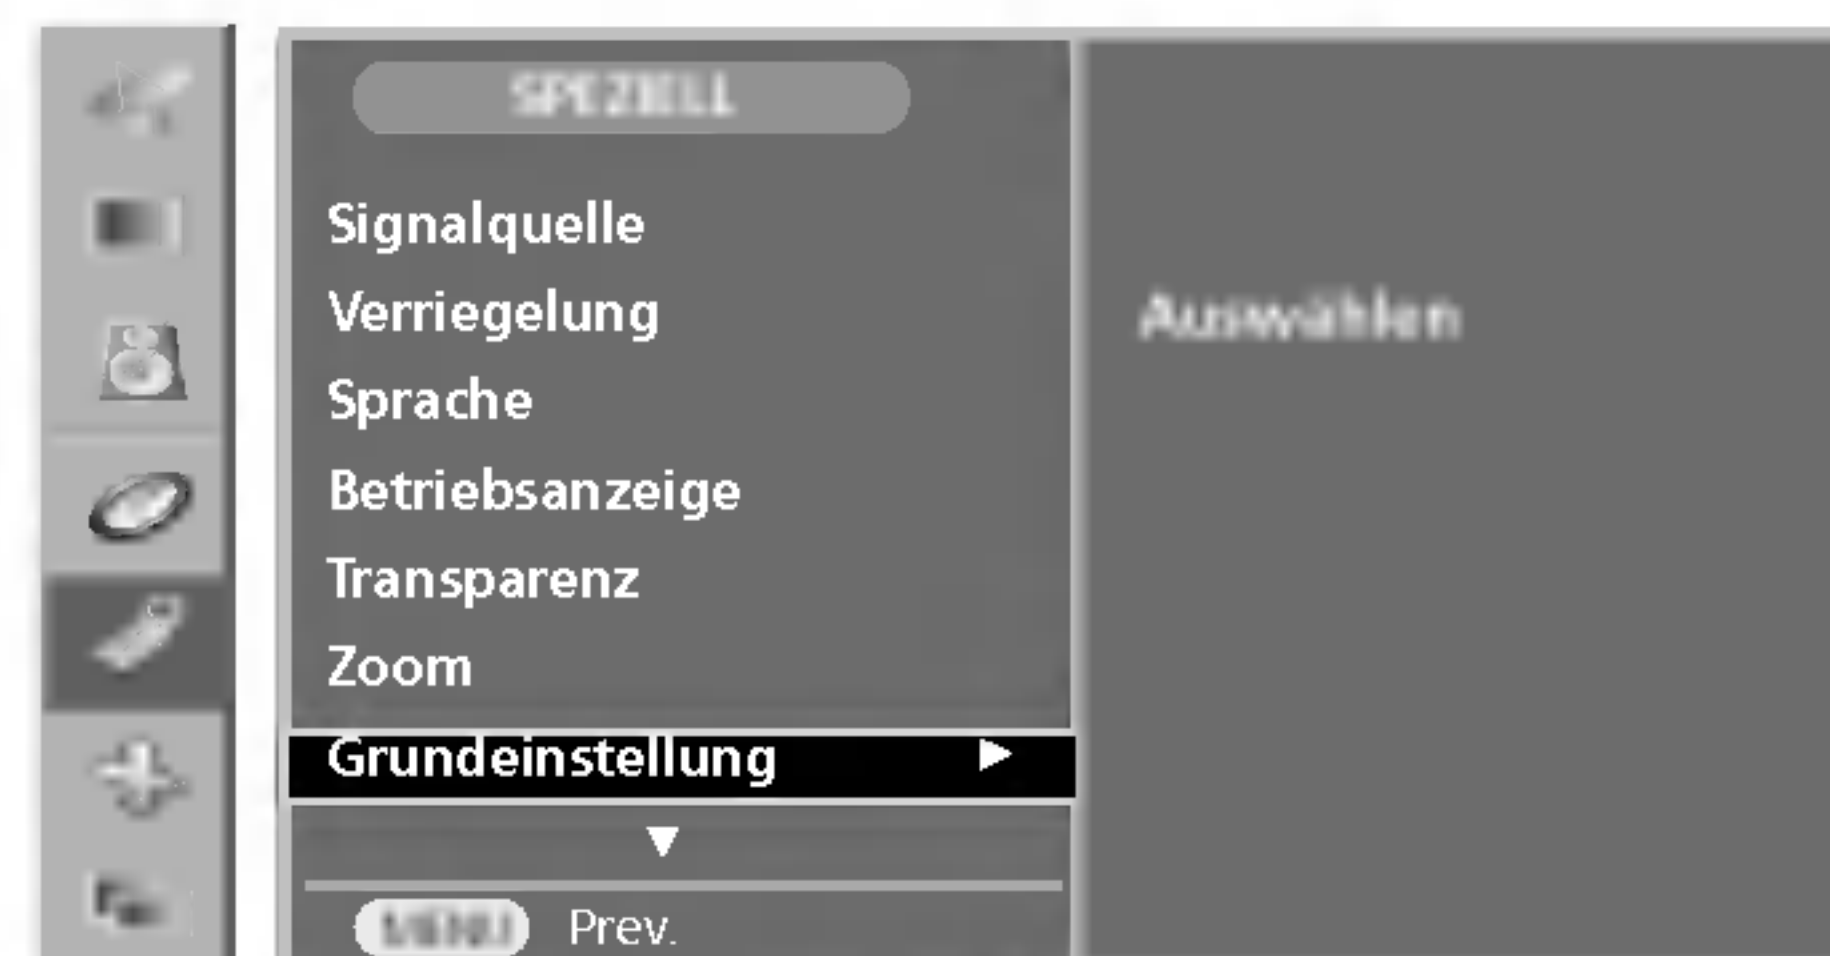 SPEZIELL
Signalquelle
Verriegelung
Sprache
Betriebsanzeige
Transparenz
Zoom
Grundeinstellung ►
▼
MENU Prev.
Auswählen